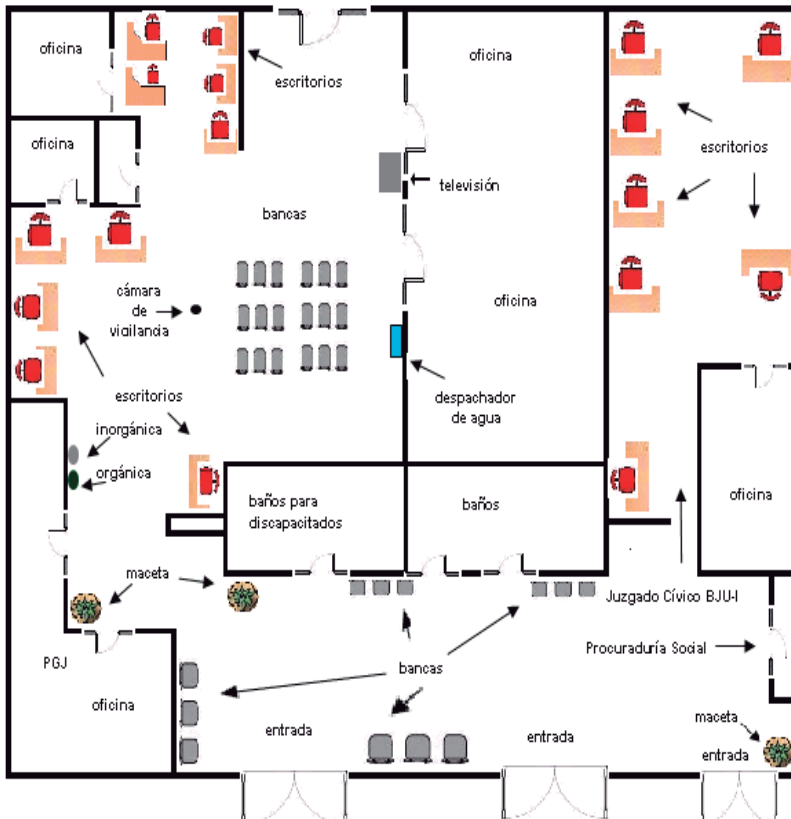 oficina
escritorios
oficina
oficina
escritorios
televisión
bancas
cámara
de
vigilancia
oficina
despachador
de agua
escritorios
inorgánica
orgánica
baños para
discapacitados
baños
oficina
maceta
Juzgado Cívico BJU-I
Procuraduría Social
PGJ
bancas
oficina
maceta
entrada
entrada
entrada